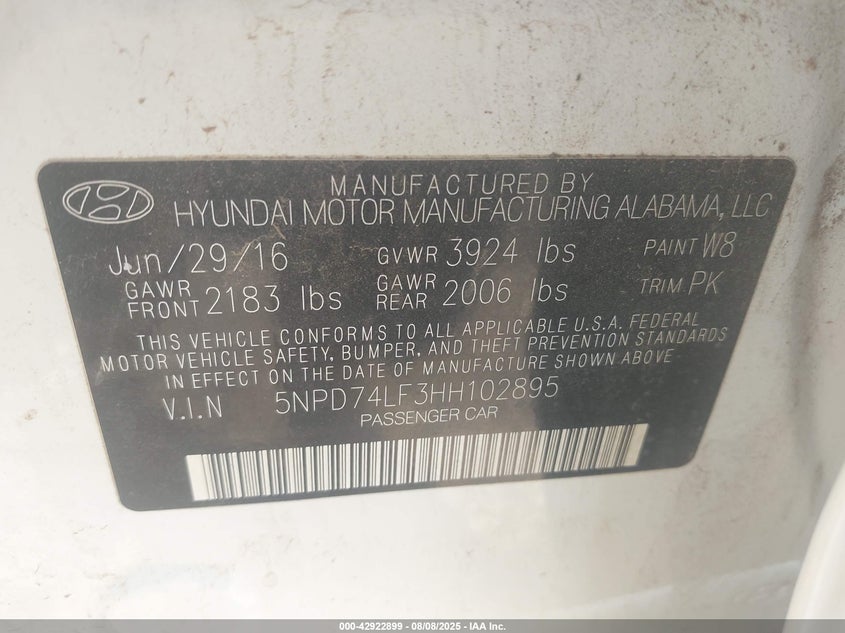 MANUFACTURED BY
HYUNDAI MOTOR MANUFACTURING ALABAMA, LLC
Jun/29/16 GVWR 3924 lbs PAINT W8
GAWR FRONT 2183 lbs GAWR REAR 2006 lbs TRIM PK
THIS VEHICLE CONFORMS TO ALL APPLICABLE U.S.A. FEDERAL
MOTOR VEHICLE SAFETY, BUMPER, AND THEFT PREVENTION STANDARDS
IN EFFECT ON THE DATE OF MANUFACTURE SHOWN ABOVE
V.I.N 5NPD74LF3HH102895
PASSENGER CAR
000-42922899 - 08/08/2025 - IAA Inc.